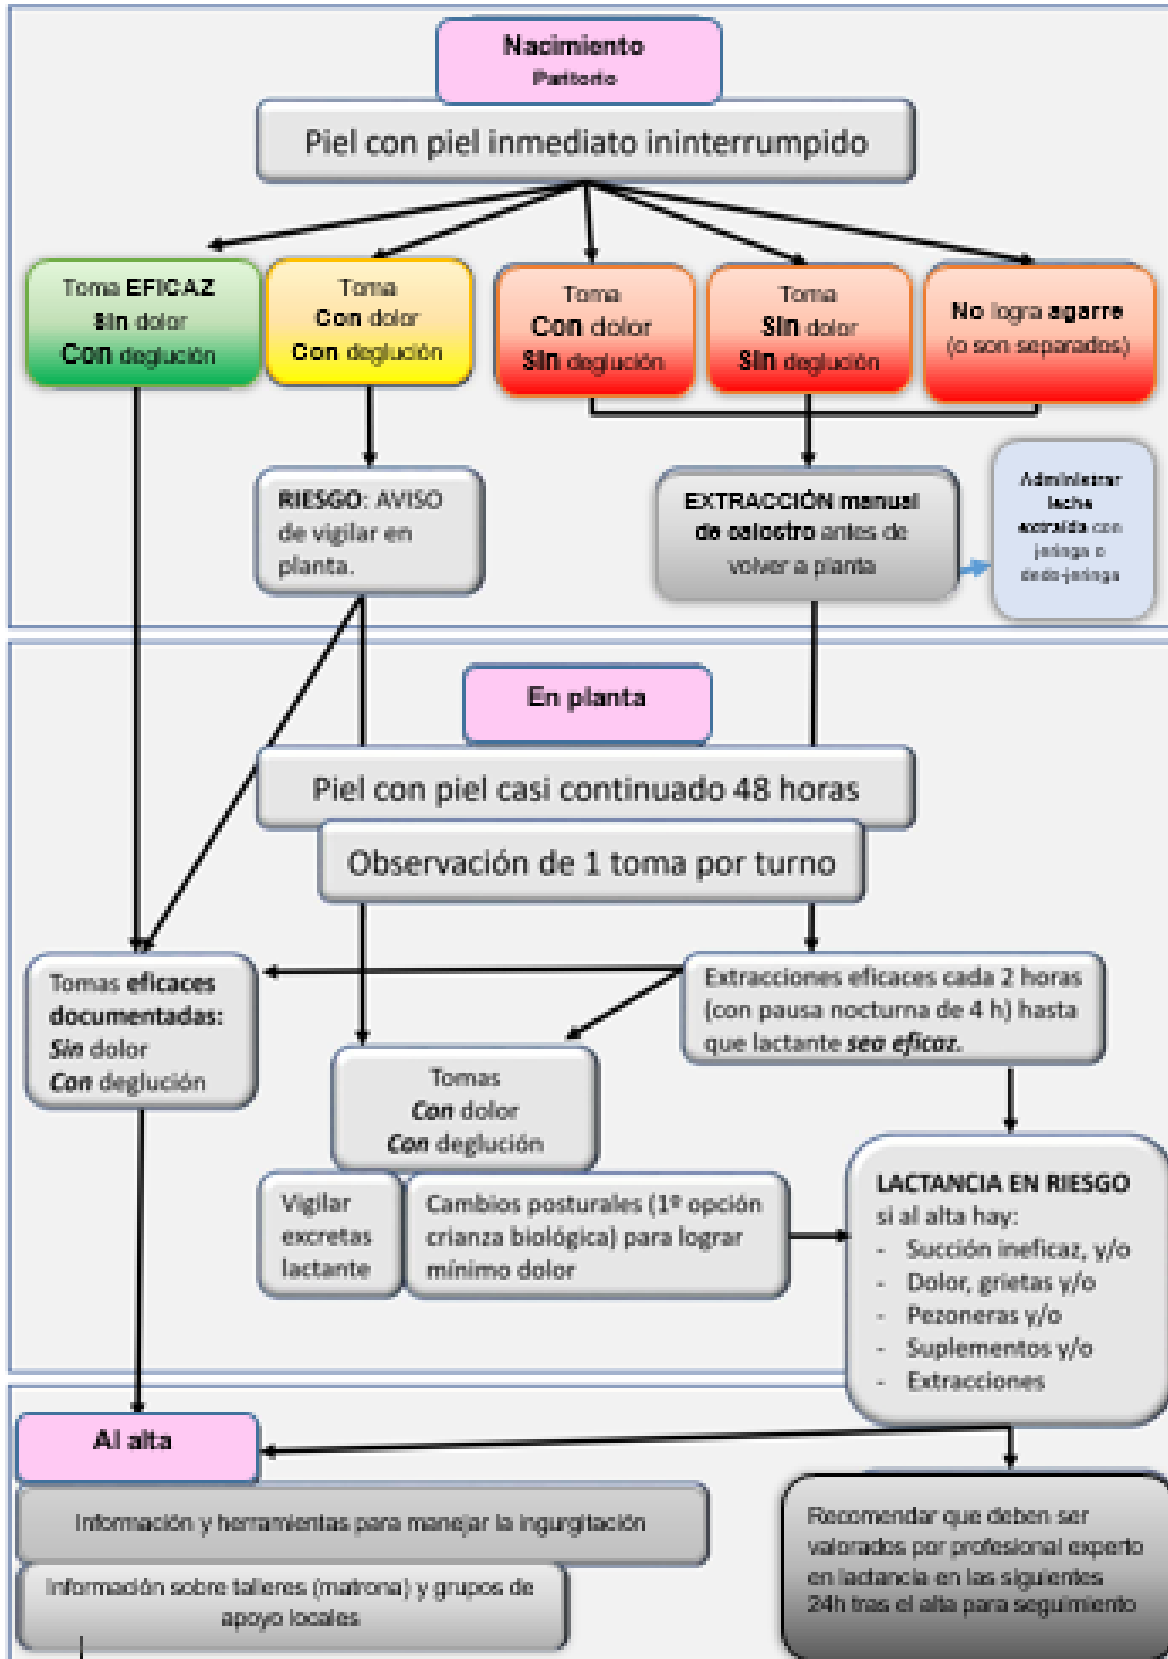 Nacimiento
Paritorio
Piel con piel inmediato ininterrumpido
Toma EFICAZ
Sin dolor
Con deglución
Toma
Con dolor
Con deglución
Toma
Con dolor
Sin deglución
Toma
Sin dolor
Sin deglución
No logra agarre
(o son separados)
RIESGO: AVISO
de vigilar en
planta.
EXTRACCIÓN manual
de calostro antes de
volver a planta
Administrar
leche
extraída con
jeringa o
dedo-jeringa
En planta
Piel con piel casi continuado 48 horas
Observación de 1 toma por turno
Tomas eficaces
documentadas:
Sin dolor
Con deglución
Extracciones eficaces cada 2 horas
(con pausa nocturna de 4 h) hasta
que lactante sea eficaz.
Tomas
Con dolor
Con deglución
Vigilar
excretas
lactante
Cambios posturales (1º opción
crianza biológica) para lograr
mínimo dolor
LACTANCIA EN RIESGO
si al alta hay:
- Succión ineficaz, y/o
- Dolor, grietas y/o
- Pezoneras y/o
- Suplementos y/o
- Extracciones
Al alta
Información y herramientas para manejar la ingurgitación
Información sobre talleres (matrona) y grupos de
apoyo locales
Recomendar que deben ser
valorados por profesional experto
en lactancia en las siguientes
24h tras el alta para seguimiento